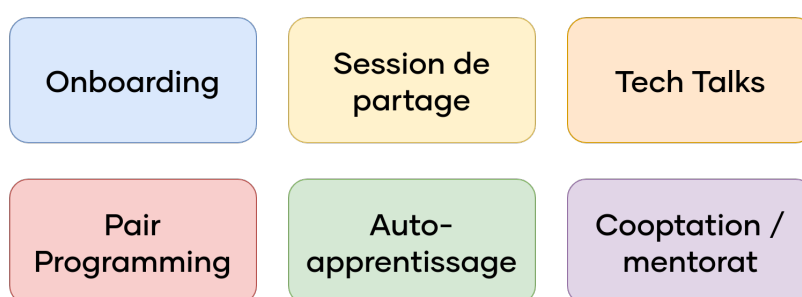 Onboarding
Session de
partage
Tech Talks
Pair
Programming
Auto-
apprentissage
Cooptation /
mentorat